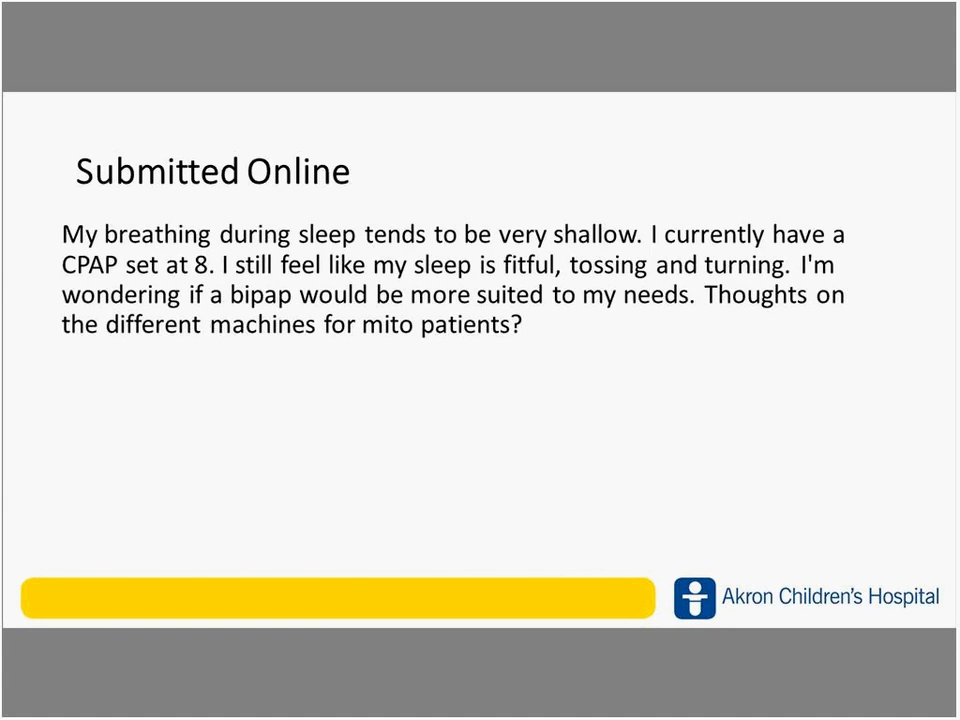 Submitted Online
My breathing during sleep tends to be very shallow. I currently have a
CPAP set at 8. I still feel like my sleep is fitful, tossing and turning. I'm
wondering if a bipap would be more suited to my needs. Thoughts on
the different machines for mito patients?
Akron Children's Hospital